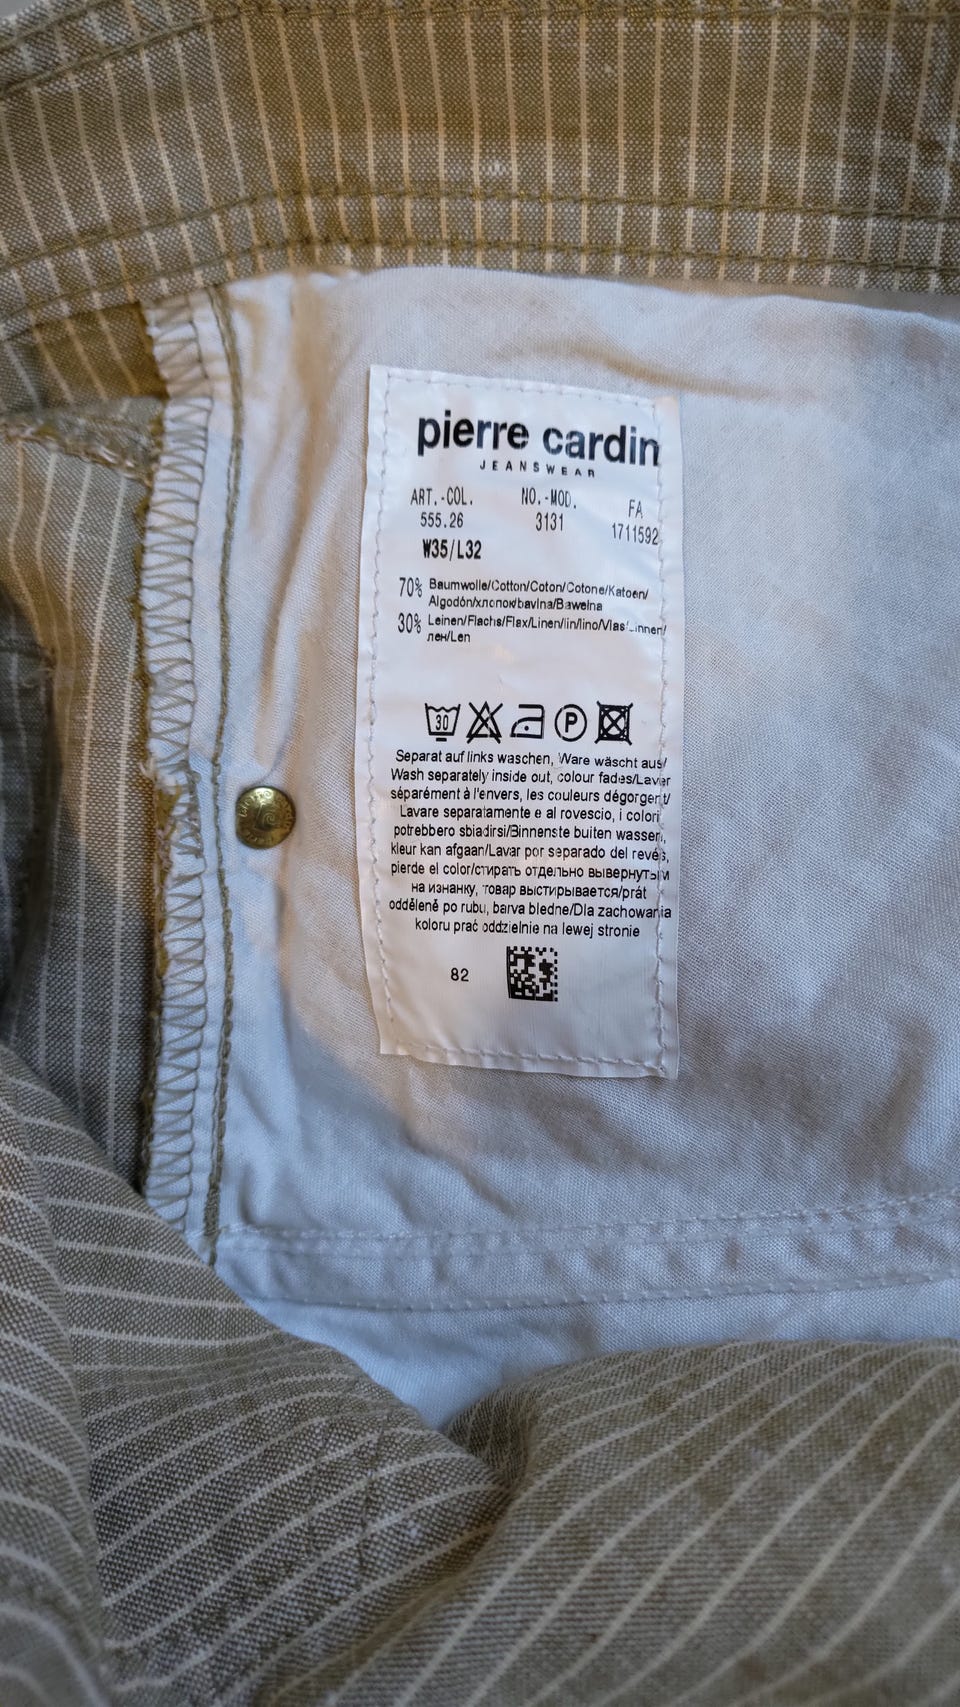 pierre cardin
JEANSWEAR
ART.-COL. NO.-MOD. FA
555.26 3131 1711592
W35/L32
70% Baumwolle/Cotton/Coton/Cotone/Katoen/
Algodón/хлопок/bavlna/Bawełna
30% Leinen/Flachs/Flax/Linen/lin/lino/Vlas/
лен/Len
30
P
Separat auf links waschen, Ware wäscht aus/
Wash separately inside out, colour fades/Laver
séparément à l'envers, les couleurs dégorgent/
Lavare separatamente e al rovescio, i colori
potrebbero sbiadirsi/Binnenste buiten wassen,
kleur kan afgaan/Lavar por separado del revés,
pierde el color/стирать отдельно вывернутым
на изнанку, товар выстирывается/prát
odděleně po rubu, barva bledne/Dla zachowania
koloru prać oddzielnie na lewej stronie
82